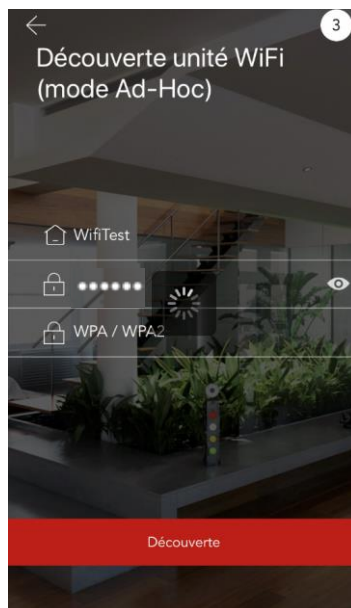 3
Découverte unité WiFi
(mode Ad-Hoc)
WifiTest
WPA / WPA2
Découverte